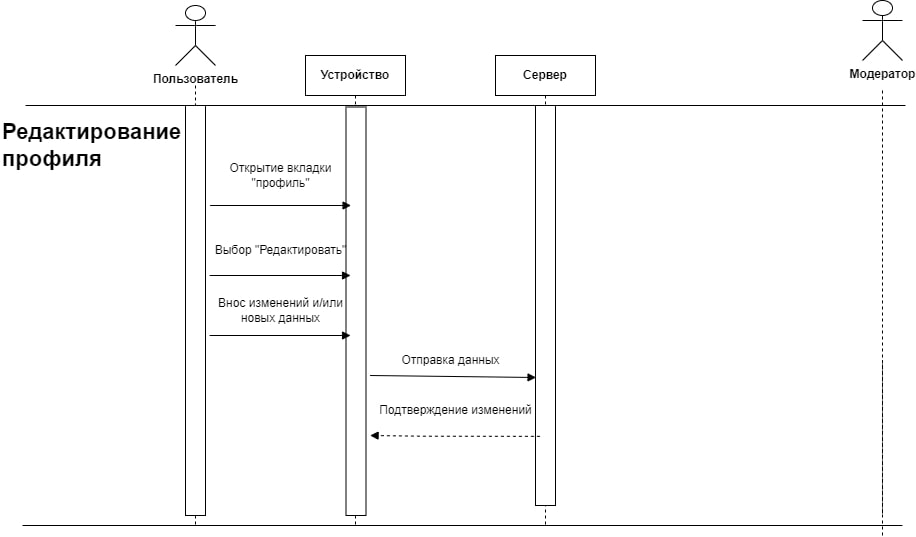 Пользователь
Устройство
Сервер
Модератор
Редактирование
профиля
Открытие вкладки
"профиль"
Выбор "Редактировать"
Внос изменений и/или
новых данных
Отправка данных
Подтверждение изменений